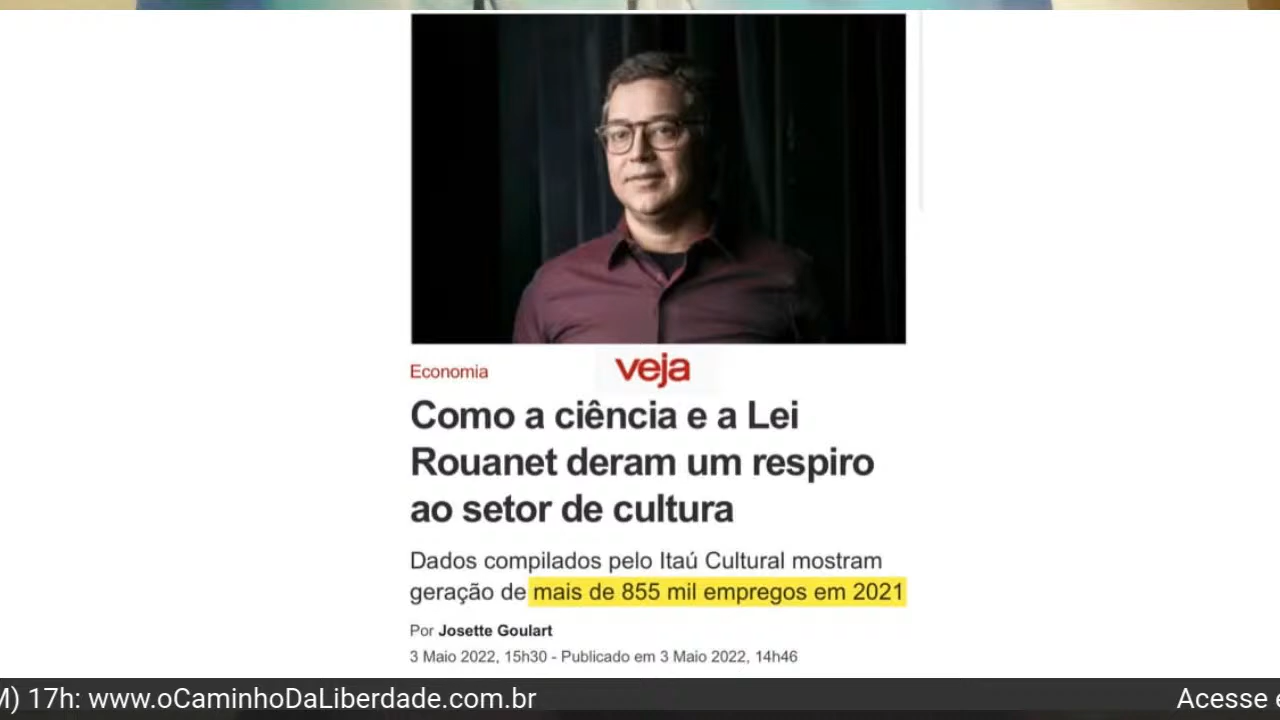 Economia
veja
Como a ciência e a Lei
Rouanet deram um respiro
ao setor de cultura
Dados compilados pelo Itaú Cultural mostram
geração de mais de 855 mil empregos em 2021
Por Josette Goulart
3 Maio 2022, 15h30 - Publicado em 3 Maio 2022, 14h46
) 17h: www.oCaminhoDaLiberdade.com.br
Acesse